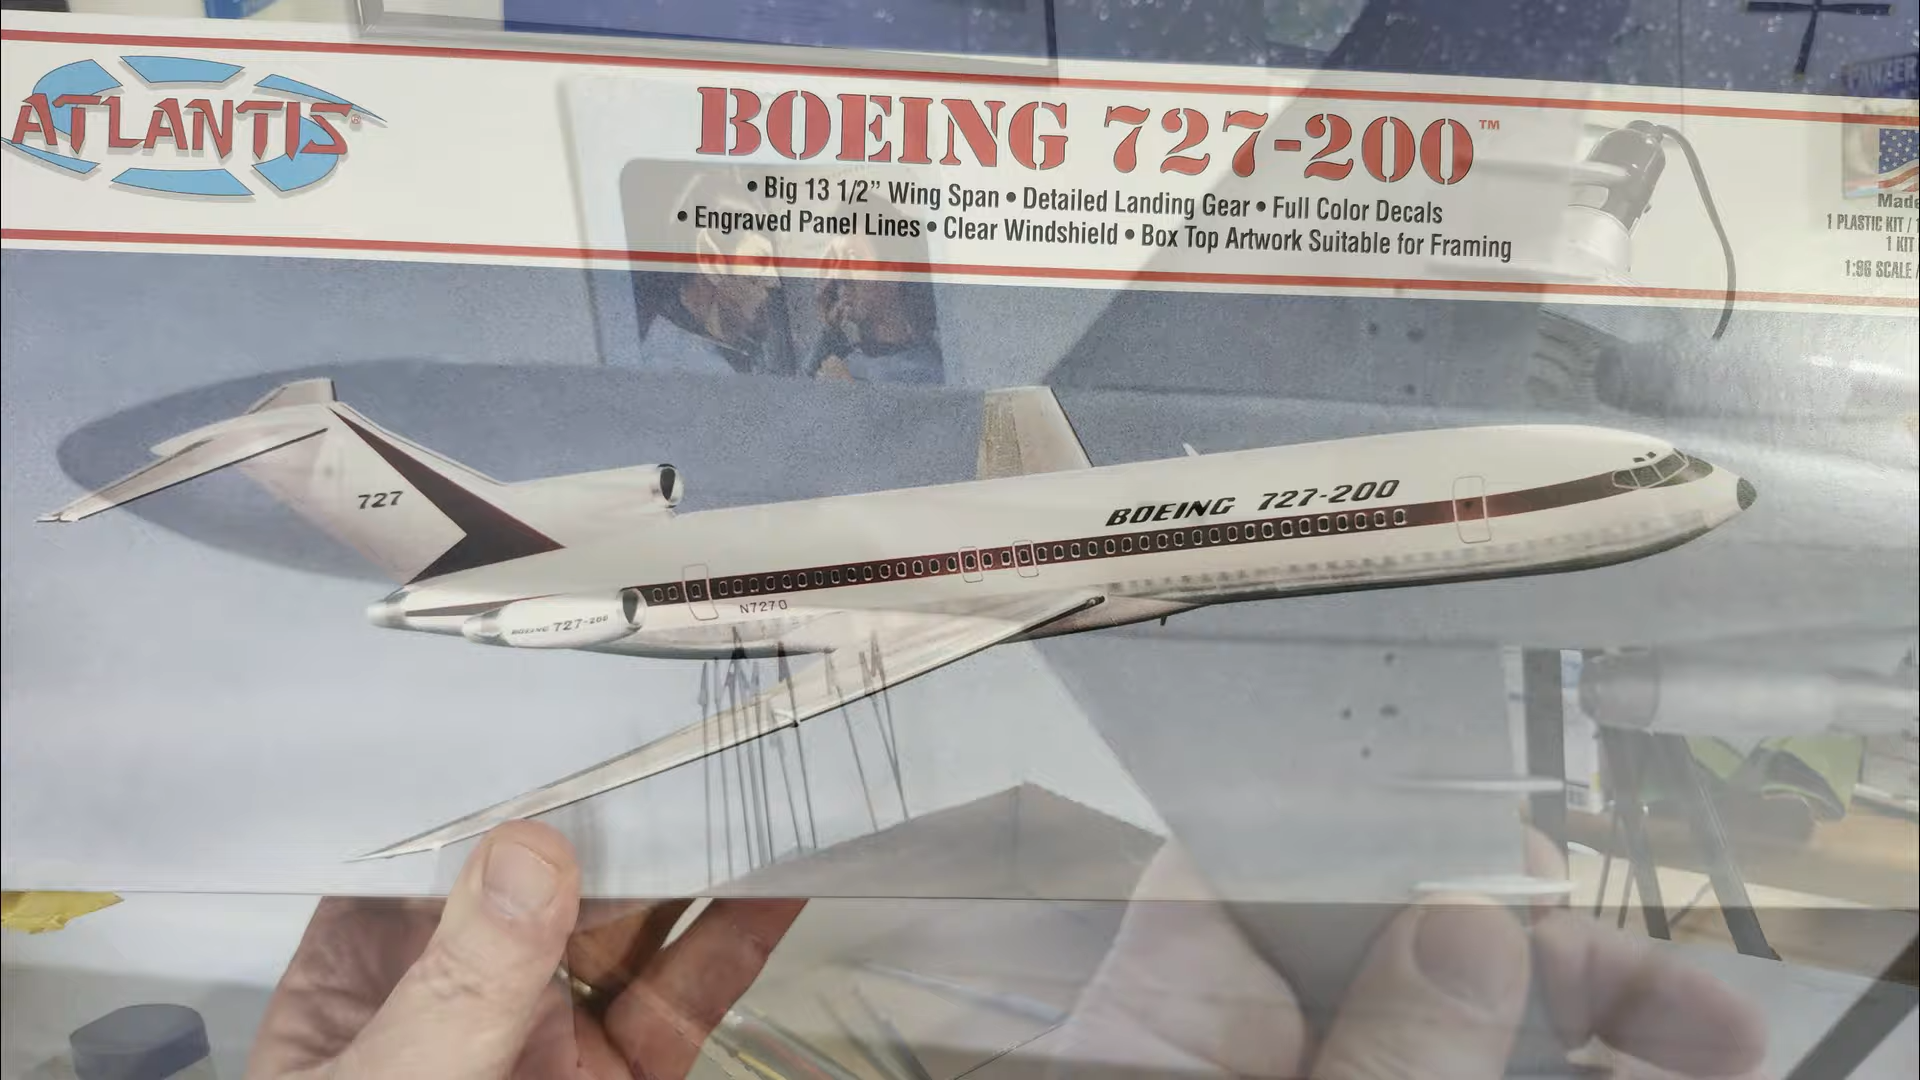 ATLANTIS®
BOEING 727-200™
• Big 13 1/2” Wing Span • Detailed Landing Gear • Full Color Decals
• Engraved Panel Lines • Clear Windshield • Box Top Artwork Suitable for Framing
PANZER
Made
1 PLASTIC KIT /
1 KIT
1:96 SCALE /
727
BOEING 727-200
N7270
BOEING 727-200